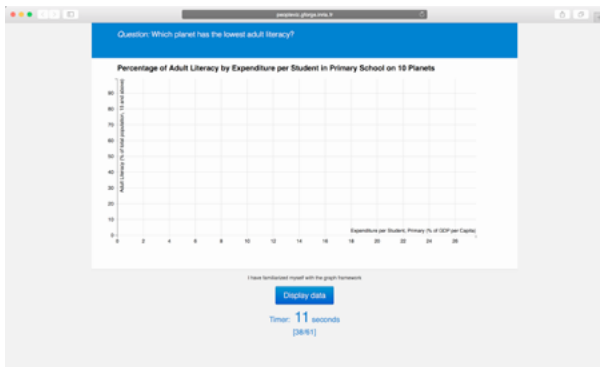 peopleviz.gforge.inria.fr
Question: Which planet has the lowest adult literacy?
Percentage of Adult Literacy by Expenditure per Student in Primary School on 10 Planets
Adult Literacy (% of total population, 15 and above)
90
80
70
60
50
40
30
20
10
0
Expenditure per Student, Primary (% of GDP per Capita)
0 2 4 6 8 10 12 14 16 18 20 22 24 26
I have familiarized myself with the graph framework
Display data
Timer: 11 seconds
[38/61]